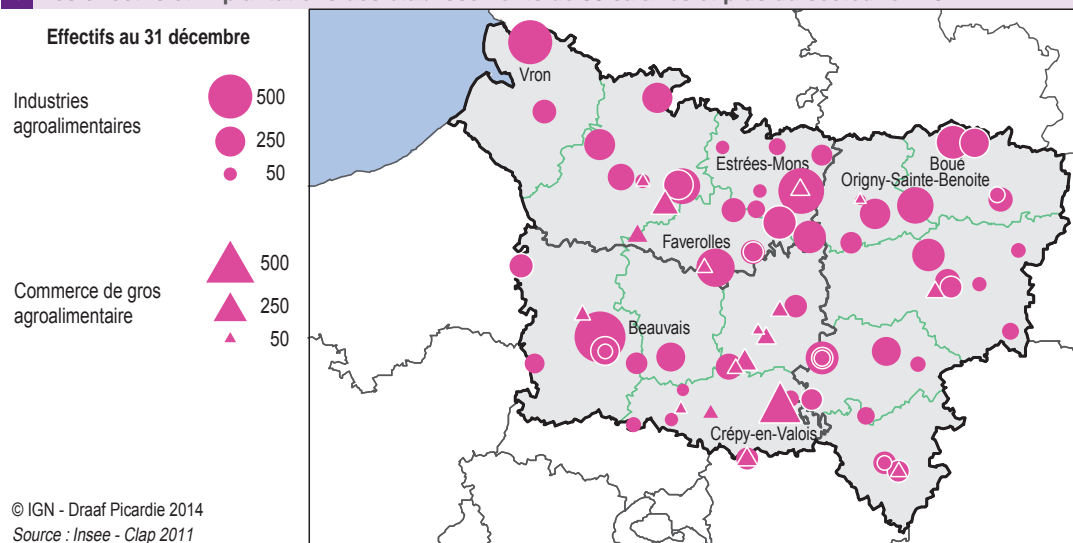 Effectifs au 31 décembre
Industries
agroalimentaires
500
250
50
Commerce de gros
agroalimentaire
500
250
50
Vron
Estrées-Mons
Boué
Origny-Sainte-Benoite
Faverolles
Beauvais
Crépy-en-Valois
© IGN - Draaf Picardie 2014
Source : Insee - Clap 2011